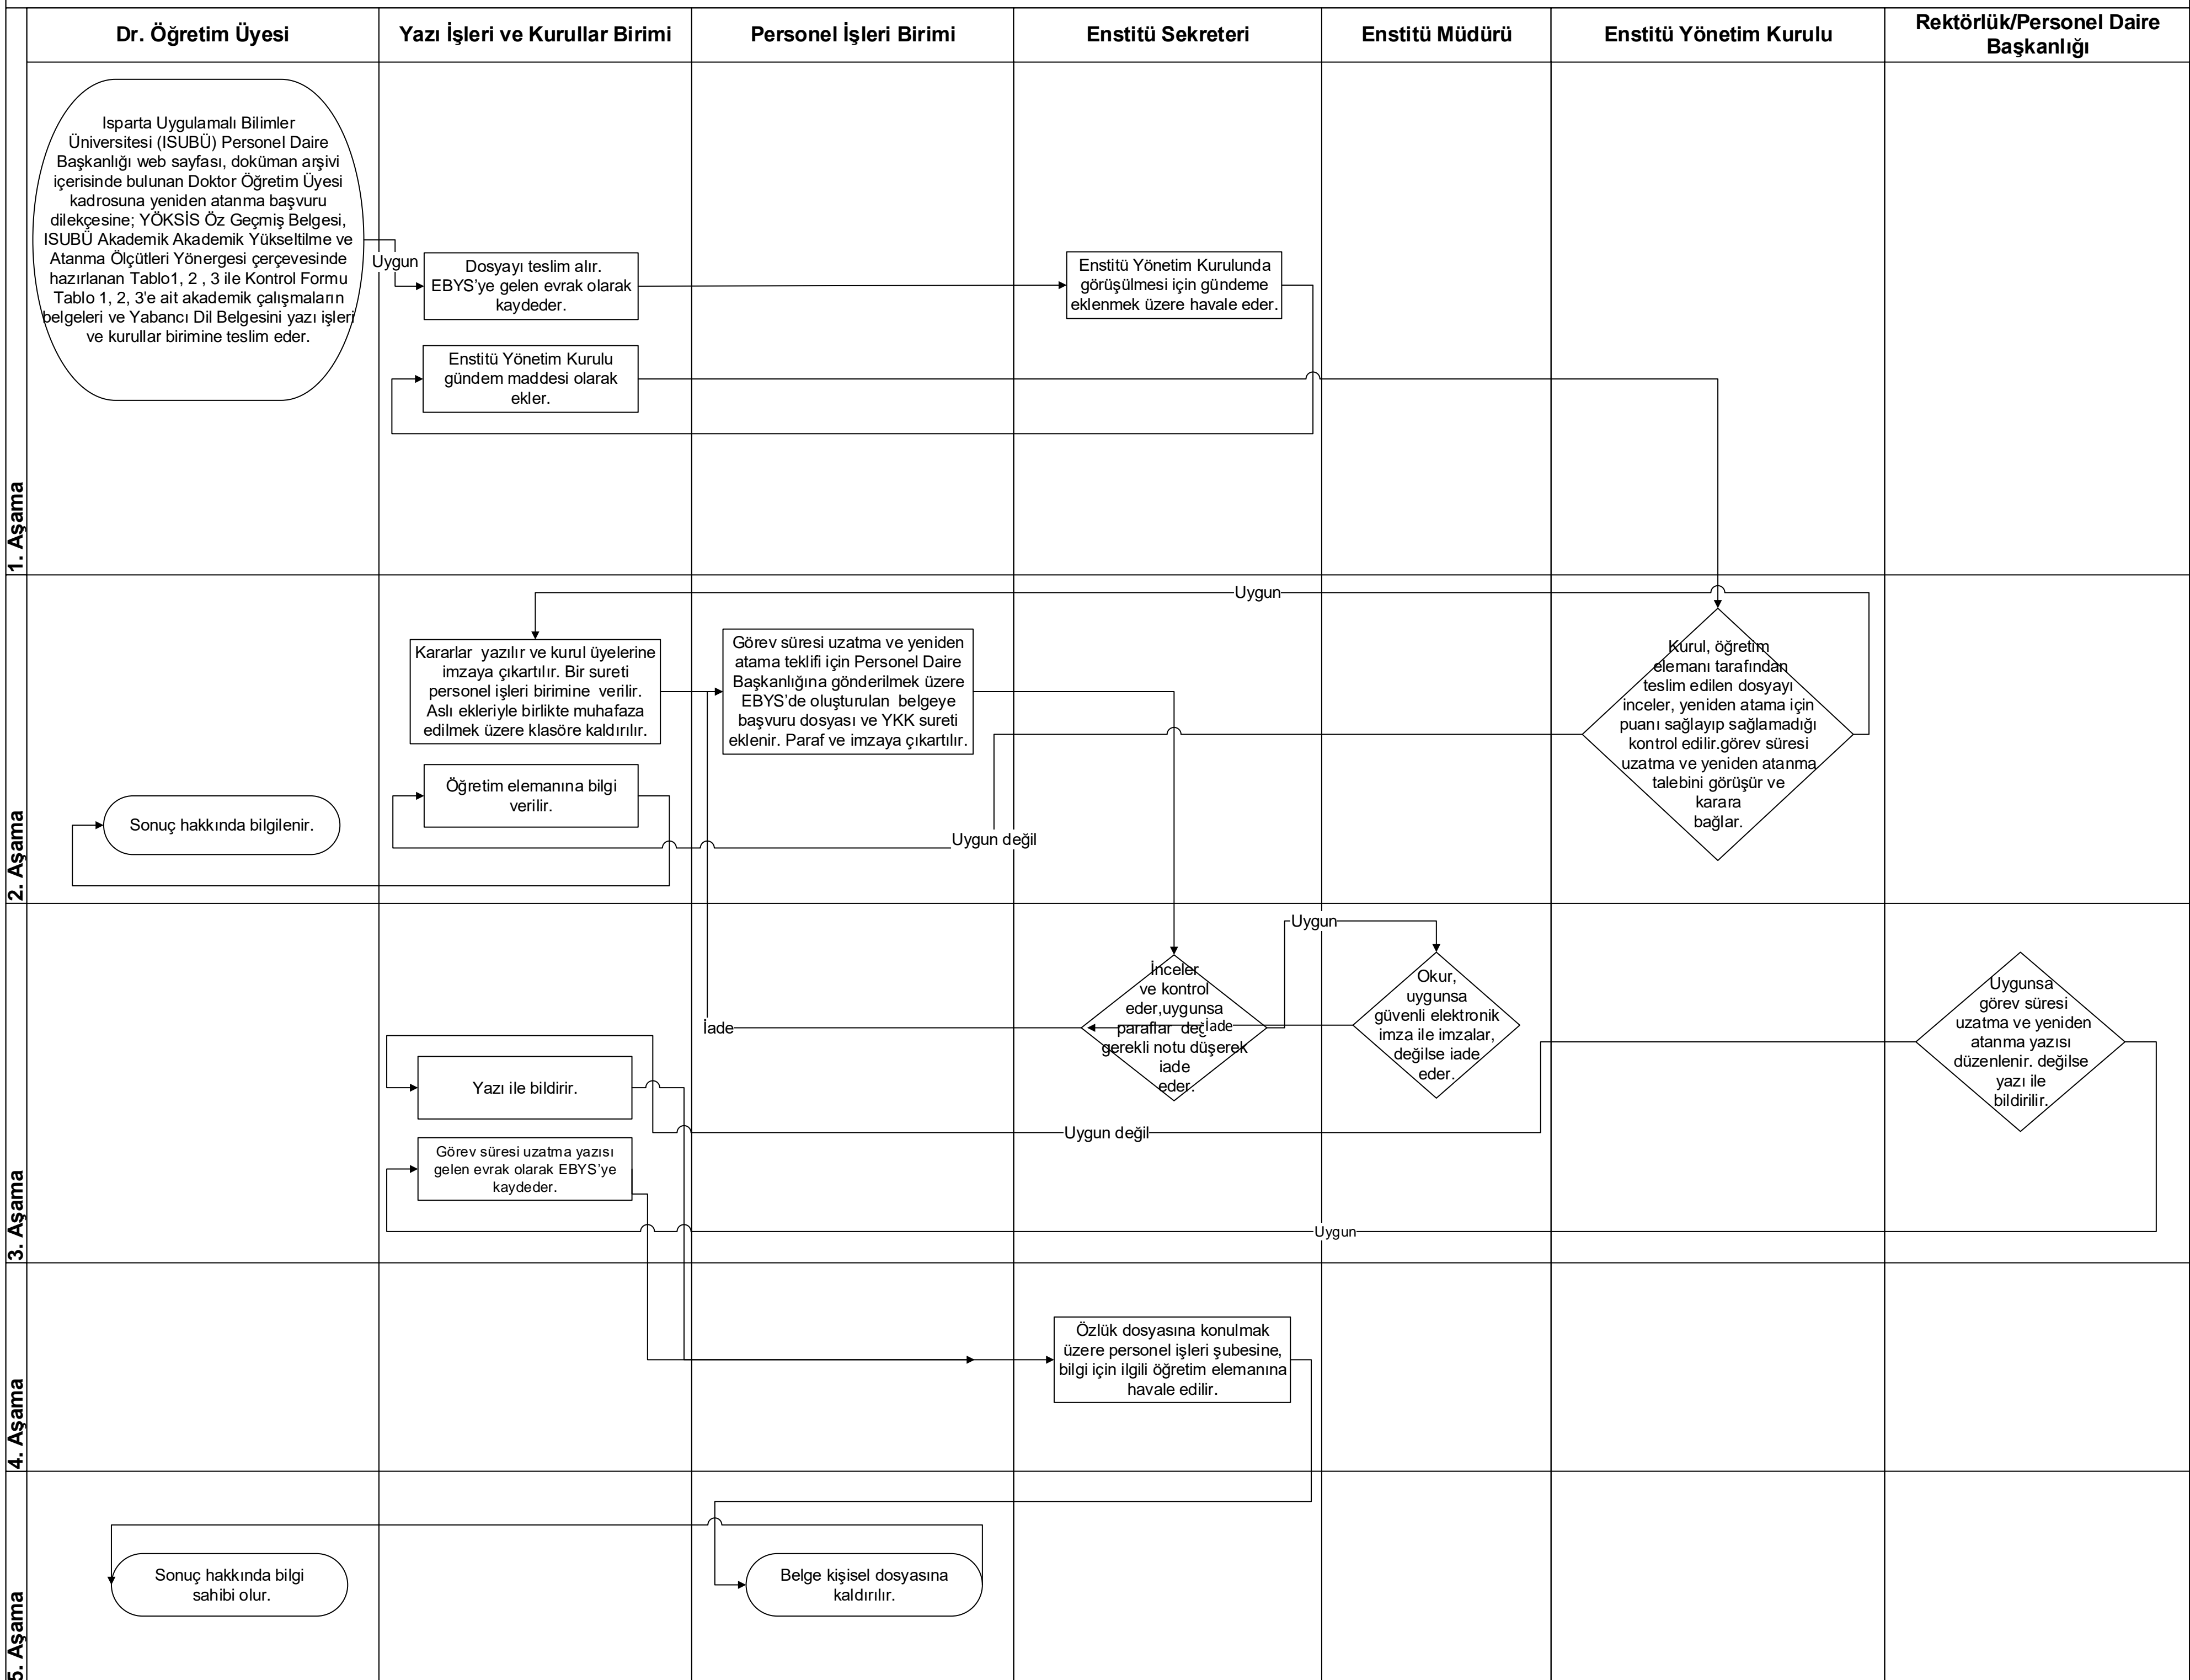 Dr. Öğretim Üyesi
Yazı İşleri ve Kurullar Birimi
Personel İşleri Birimi
Enstitü Sekreteri
Enstitü Müdürü
Enstitü Yönetim Kurulu
Rektörlük/Personel Daire
Başkanlığı
1. Aşama
Isparta Uygulamalı Bilimler
Üniversitesi (ISUBÜ) Personel Daire
Başkanlığı web sayfası, doküman arşivi
içerisinde bulunan Doktor Öğretim Üyesi
kadrosuna yeniden atanma başvuru
dilekçesine; YÖKSİS Öz Geçmiş Belgesi,
ISUBÜ Akademik Akademik Yükseltilme ve
Atanma Ölçütleri Yönergesi çerçevesinde
hazırlanan Tablo1, 2 , 3 ile Kontrol Formu
Tablo 1, 2, 3'e ait akademik çalışmaların
belgeleri ve Yabancı Dil Belgesini yazı işleri
ve kurullar birimine teslim eder.
Uygun
Dosyayı teslim alır.
EBYS'ye gelen evrak olarak
kaydeder.
Enstitü Yönetim Kurulunda
görüşülmesi için gündeme
eklenmek üzere havale eder.
Enstitü Yönetim Kurulu
gündem maddesi olarak
ekler.
2. Aşama
Uygun
Kararlar yazılır ve kurul üyelerine
imzaya çıkartılır. Bir sureti
personel işleri birimine verilir.
Aslı ekleriyle birlikte muhafaza
edilmek üzere klasöre kaldırılır.
Görev süresi uzatma ve yeniden
atama teklifi için Personel Daire
Başkanlığına gönderilmek üzere
EBYS'de oluşturulan belgeye
başvuru dosyası ve YKK sureti
eklenir. Paraf ve imzaya çıkartılır.
Kurul, öğretim
elemanı tarafından
teslim edilen dosyayı
inceler, yeniden atama için
puanı sağlayıp sağlamadığı
kontrol edilir.görev süresi
uzatma ve yeniden atanma
talebini görüşür ve
karara
bağlar.
Öğretim elemanına bilgi
verilir.
Sonuç hakkında bilgilenir.
Uygun değil
3. Aşama
Uygun
İnceler
ve kontrol
eder,uygunsa
paraflar değ
gerekli notu düşerek
iade
eder.
İade
İade
Okur,
uygunsa
güvenli elektronik
imza ile imzalar,
değilse iade
eder.
Uygunsa
görev süresi
uzatma ve yeniden
atanma yazısı
düzenlenir. değilse
yazı ile
bildirilir.
Yazı ile bildirir.
Uygun değil
Görev süresi uzatma yazısı
gelen evrak olarak EBYS'ye
kaydeder.
Uygun
4. Aşama
Özlük dosyasına konulmak
üzere personel işleri şubesine,
bilgi için ilgili öğretim elemanına
havale edilir.
5. Aşama
Sonuç hakkında bilgi
sahibi olur.
Belge kişisel dosyasına
kaldırılır.